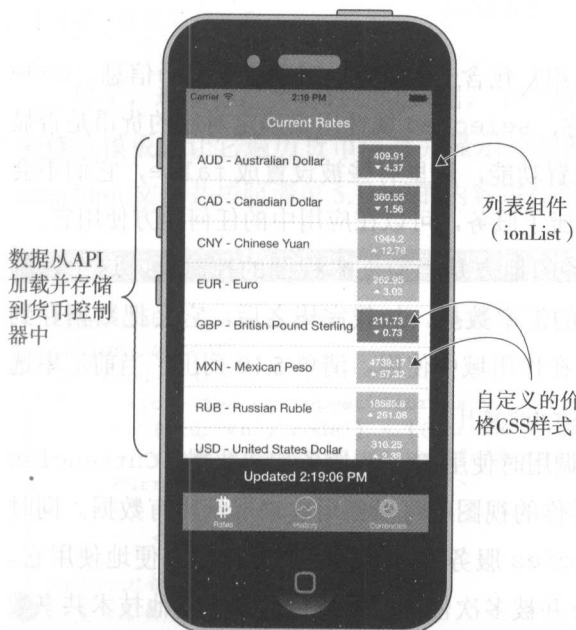 Carrier
2:19 PM
Current Rates
AUD - Australian Dollar
409.91
▼ 4.37
CAD - Canadian Dollar
360.55
▼ 1.56
CNY - Chinese Yuan
1944.2
▲ 12.78
EUR - Euro
262.95
▲ 3.03
GBP - British Pound Sterling
211.73
▼ 0.73
MXN - Mexican Peso
4739.17
▲ 57.32
RUB - Russian Ruble
▲ 251.08
USD - United States Dollar
316.25
▲ 2.38
Updated 2:19:06 PM
Rates
History
Currencies
数据从API
加载并存储
到货币控制
器中
列表组件
（ionList）
自定义的价
格CSS样式